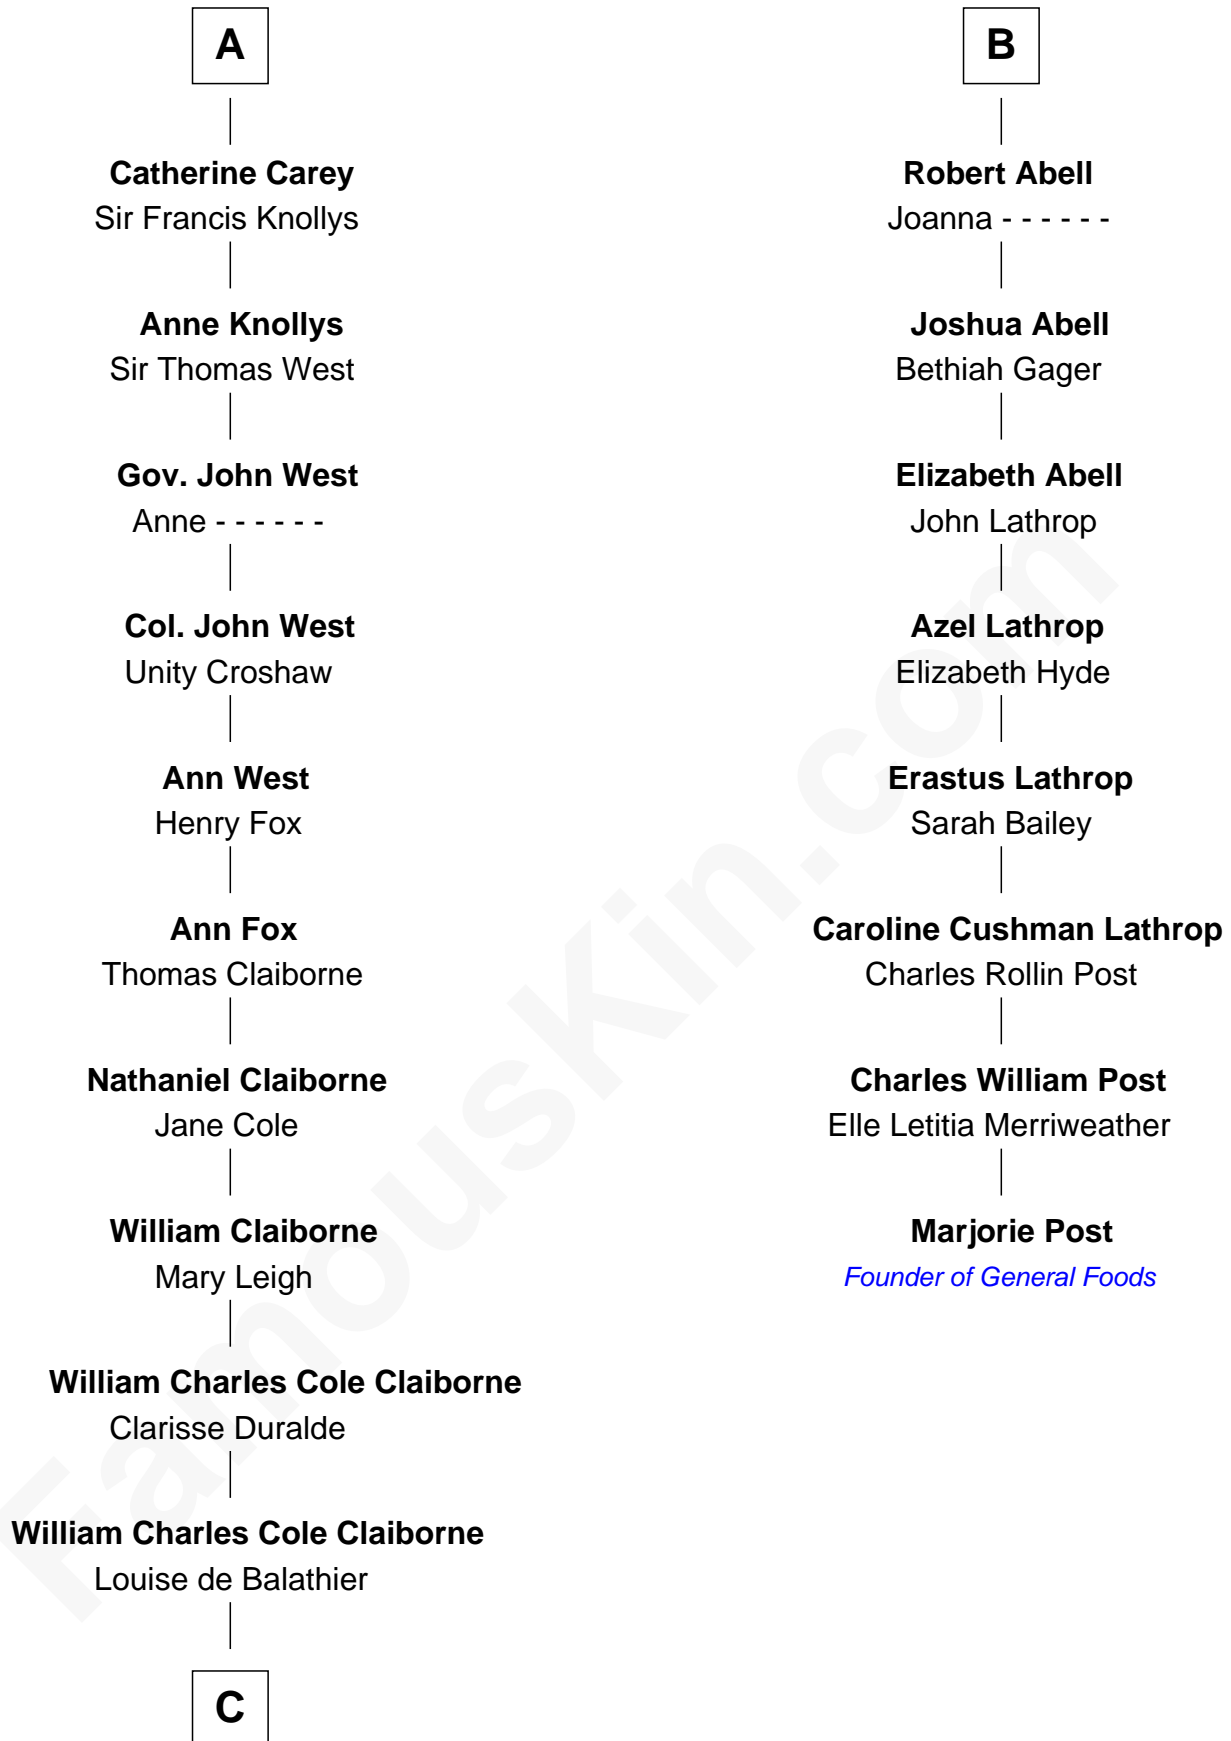 A
Catherine Carey
Sir Francis Knollys
Anne Knollys
Sir Thomas West
Gov. John West
Anne - - - - - -
Col. John West
Unity Croshaw
Ann West
Henry Fox
Ann Fox
Thomas Claiborne
Nathaniel Claiborne
Jane Cole
William Claiborne
Mary Leigh
William Charles Cole Claiborne
Clarisse Duralde
William Charles Cole Claiborne
Louise de Balathier
C
B
Robert Abell
Joanna - - - - - -
Joshua Abell
Bethiah Gager
Elizabeth Abell
John Lathrop
Azel Lathrop
Elizabeth Hyde
Erastus Lathrop
Sarah Bailey
Caroline Cushman Lathrop
Charles Rollin Post
Charles William Post
Elle Letitia Merriweather
Marjorie Post
Founder of General Foods
FamousKin.com